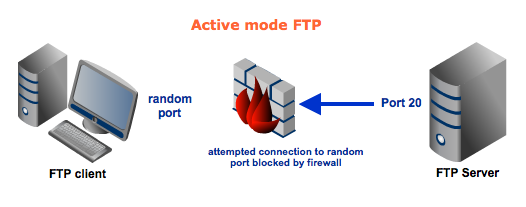 Active mode FTP
random
port
Port 20
attempted connection to random
port blocked by firewall
FTP client
FTP Server